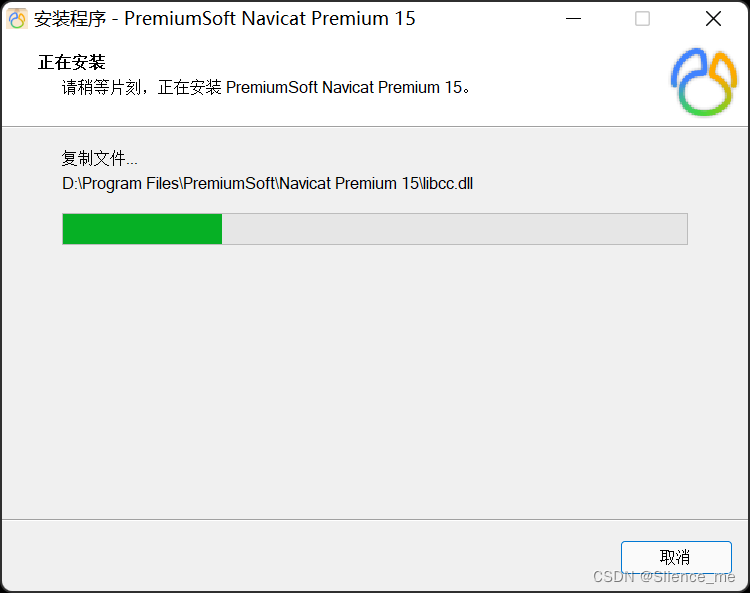 安装程序 - PremiumSoft Navicat Premium 15
正在安装
请稍等片刻，正在安装 PremiumSoft Navicat Premium 15。
复制文件...
D:\Program Files\PremiumSoft\Navicat Premium 15\libcc.dll
取消
CSDN @Silence_me